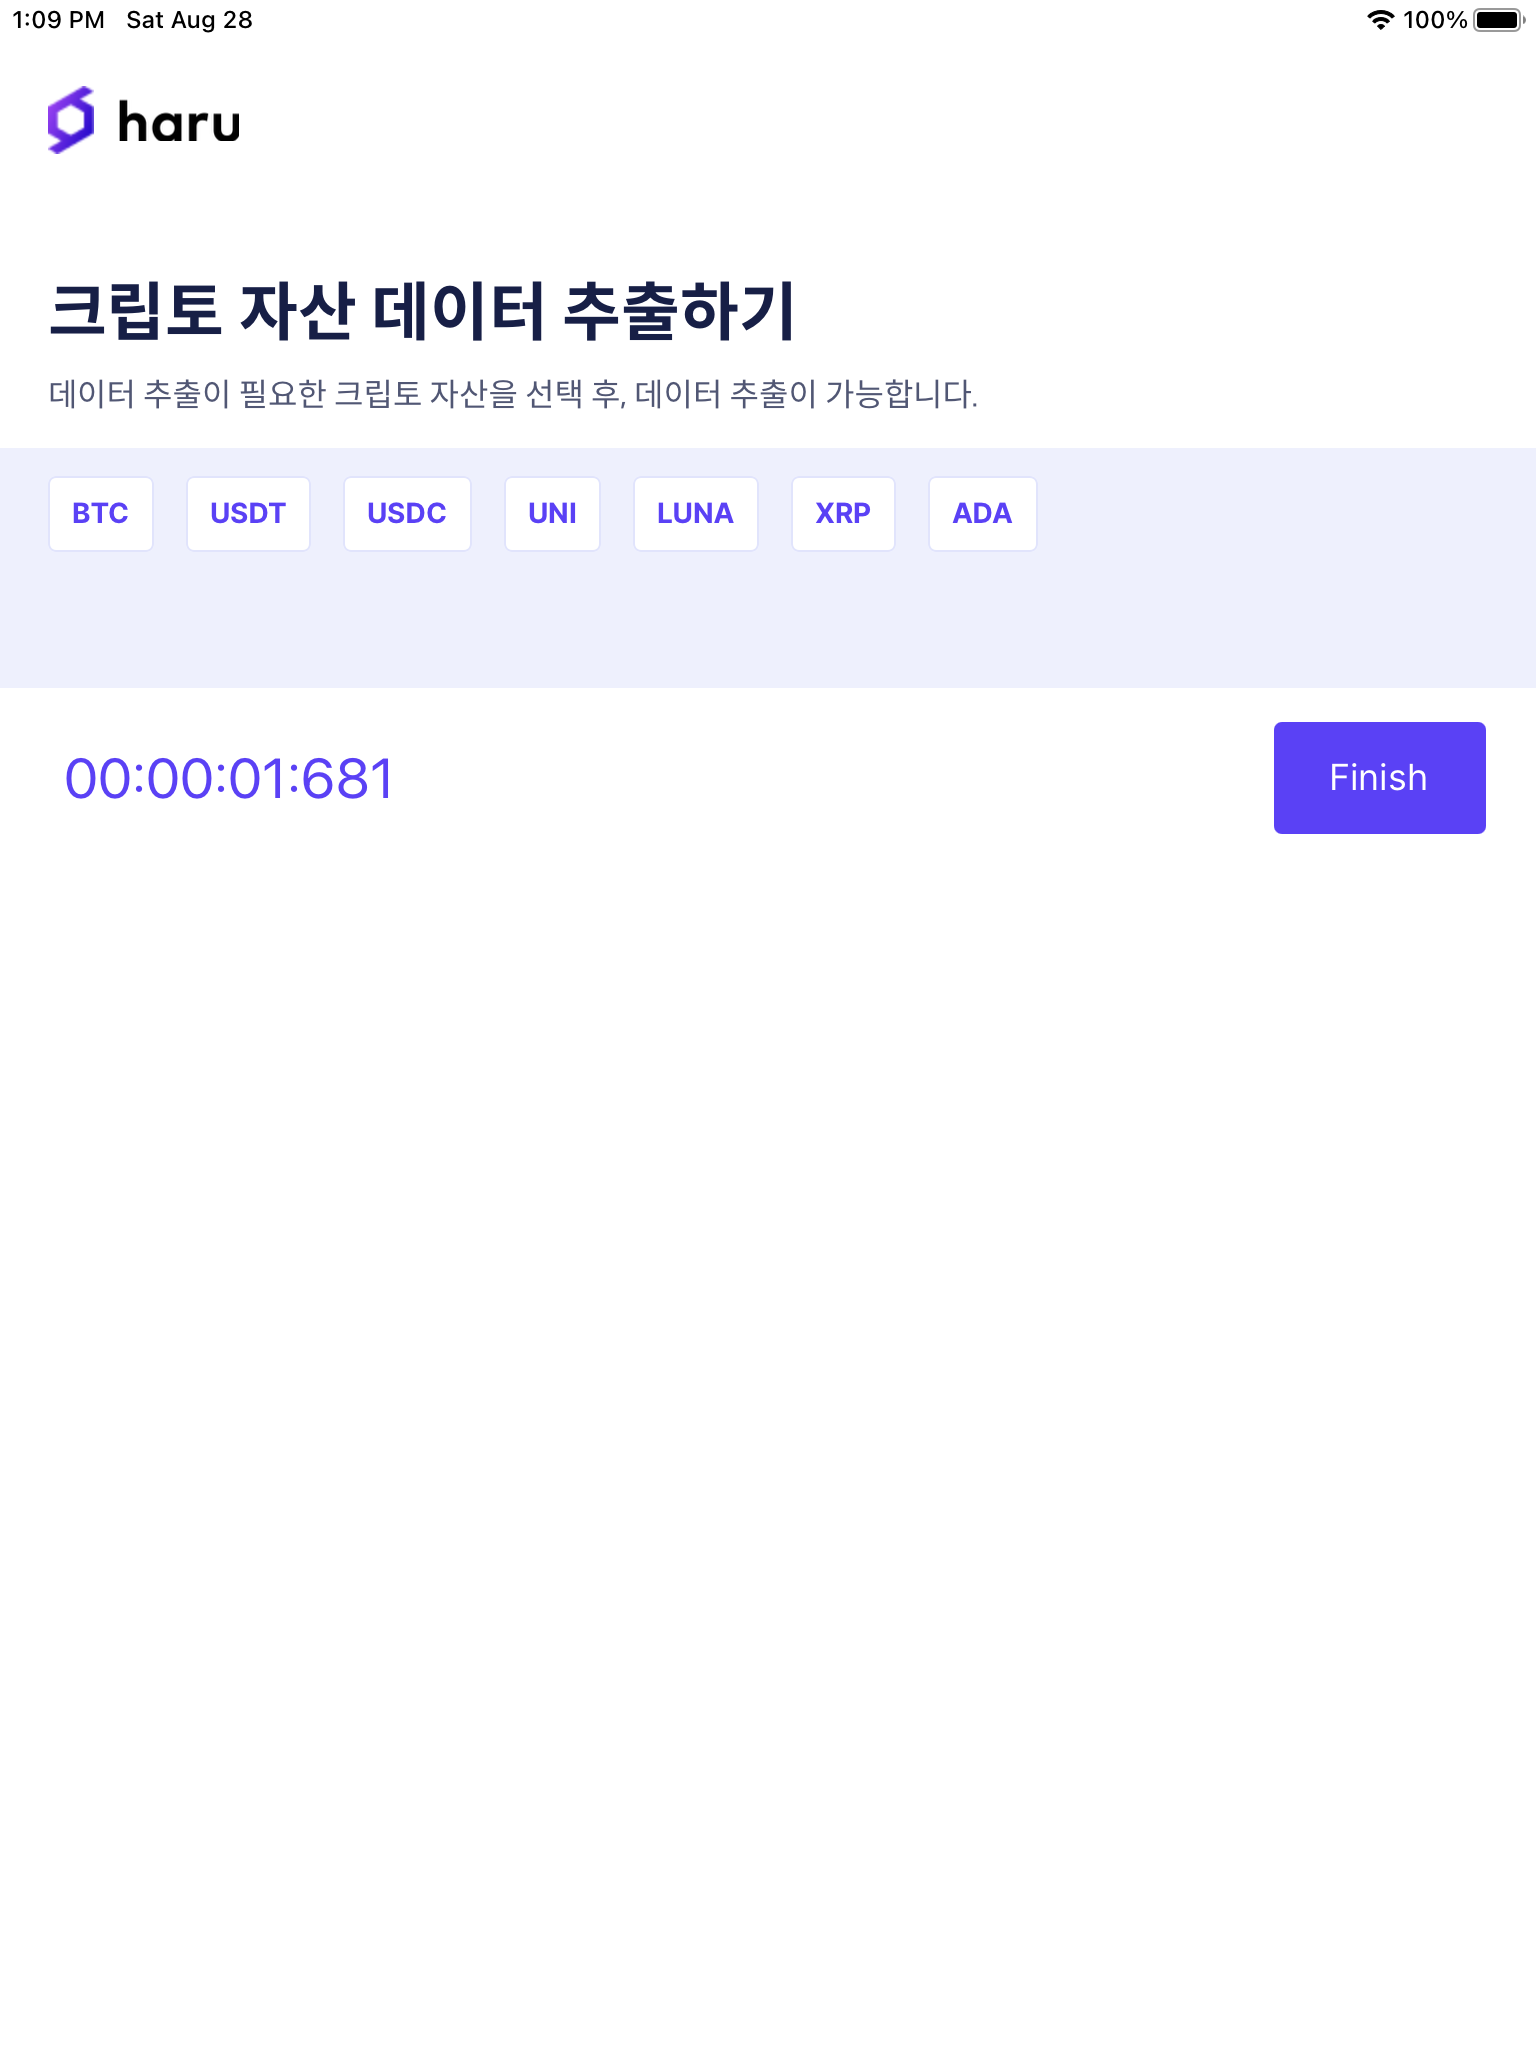 1:09 PM Sat Aug 28 100%
haru
크립토 자산 데이터 추출하기
데이터 추출이 필요한 크립토 자산을 선택 후, 데이터 추출이 가능합니다.
BTC USDT USDC UNI LUNA XRP ADA
00:00:01:681 Finish